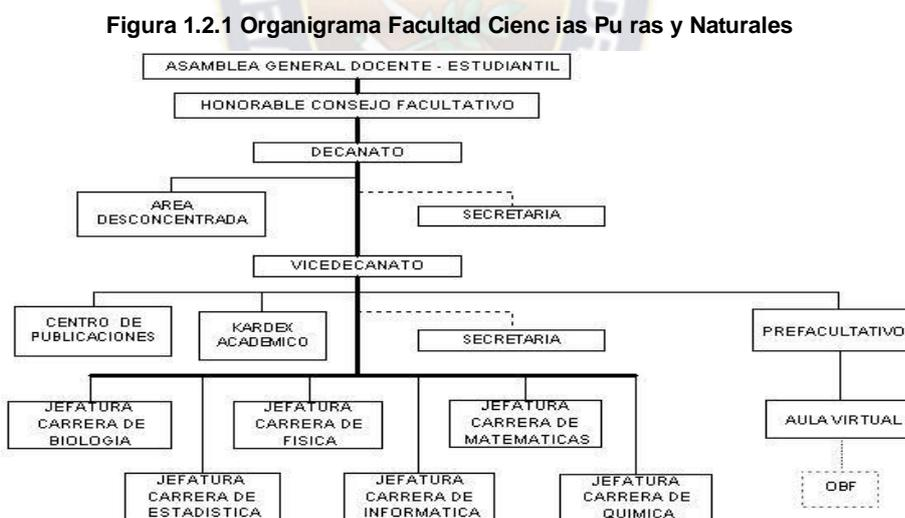 Figura 1.2.1 Organigrama Facultad Cienc ias Pu ras y Naturales
ASAMBLEA GENERAL DOCENTE - ESTUDIANTIL
HONORABLE CONSEJO FACULTATIVO
DECANATO
AREA
DESCONCENTRADA
SECRETARIA
VICEDECANATO
CENTRO DE
PUBLICACIONES
KARDEX
ACADEMICO
SECRETARIA
PREFACULTATIVO
JEFATURA
CARRERA DE
BIOLOGIA
JEFATURA
CARRERA DE
FISICA
JEFATURA
CARRERA DE
MATEMATICAS
AULA VIRTUAL
JEFATURA
CARRERA DE
ESTADISTICA
JEFATURA
CARRERA DE
INFORMATICA
JEFATURA
CARRERA DE
QUIMICA
OBF